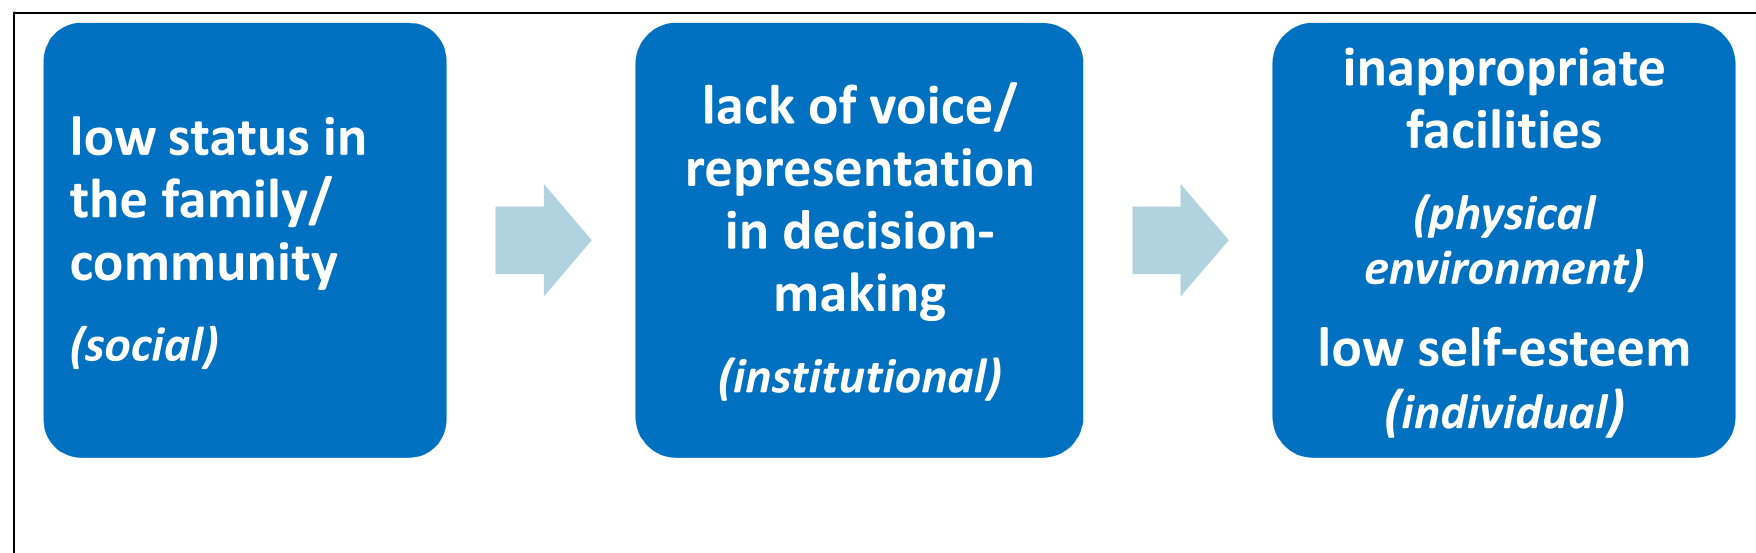 low status in
the family/
community
(social)
lack of voice/
representation
in decision-
making
(institutional)
inappropriate
facilities
(physical
environment)
low self-esteem
(individual)